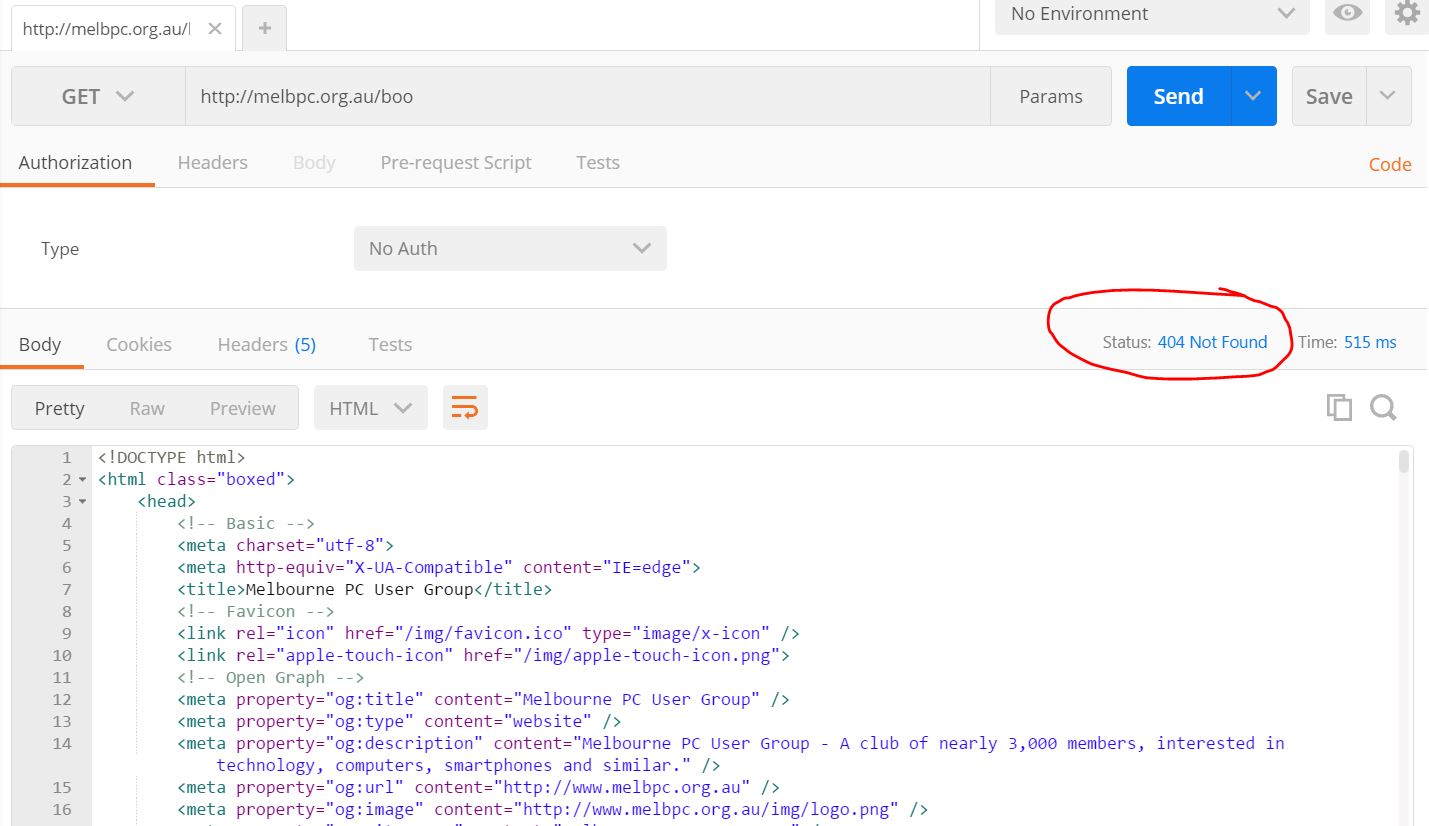 http://melbpc.org.au/l
No Environment
GET http://melbpc.org.au/boo Params Send Save
Authorization Headers Body Pre-request Script Tests Code
Type No Auth
Body Cookies Headers (5) Tests Status: 404 Not Found Time: 515 ms
Pretty Raw Preview HTML
1 <!DOCTYPE html>
2 <html class="boxed">
3 <head>
4 <!-- Basic -->
5 <meta charset="utf-8">
6 <meta http-equiv="X-UA-Compatible" content="IE=edge">
7 <title>Melbourne PC User Group</title>
8 <!-- Favicon -->
9 <link rel="icon" href="/img/favicon.ico" type="image/x-icon" />
10 <link rel="apple-touch-icon" href="/img/apple-touch-icon.png">
11 <!-- Open Graph -->
12 <meta property="og:title" content="Melbourne PC User Group" />
13 <meta property="og:type" content="website" />
14 <meta property="og:description" content="Melbourne PC User Group - A club of nearly 3,000 members, interested in
technology, computers, smartphones and similar." />
15 <meta property="og:url" content="http://www.melbpc.org.au" />
16 <meta property="og:image" content="http://www.melbpc.org.au/img/logo.png" />